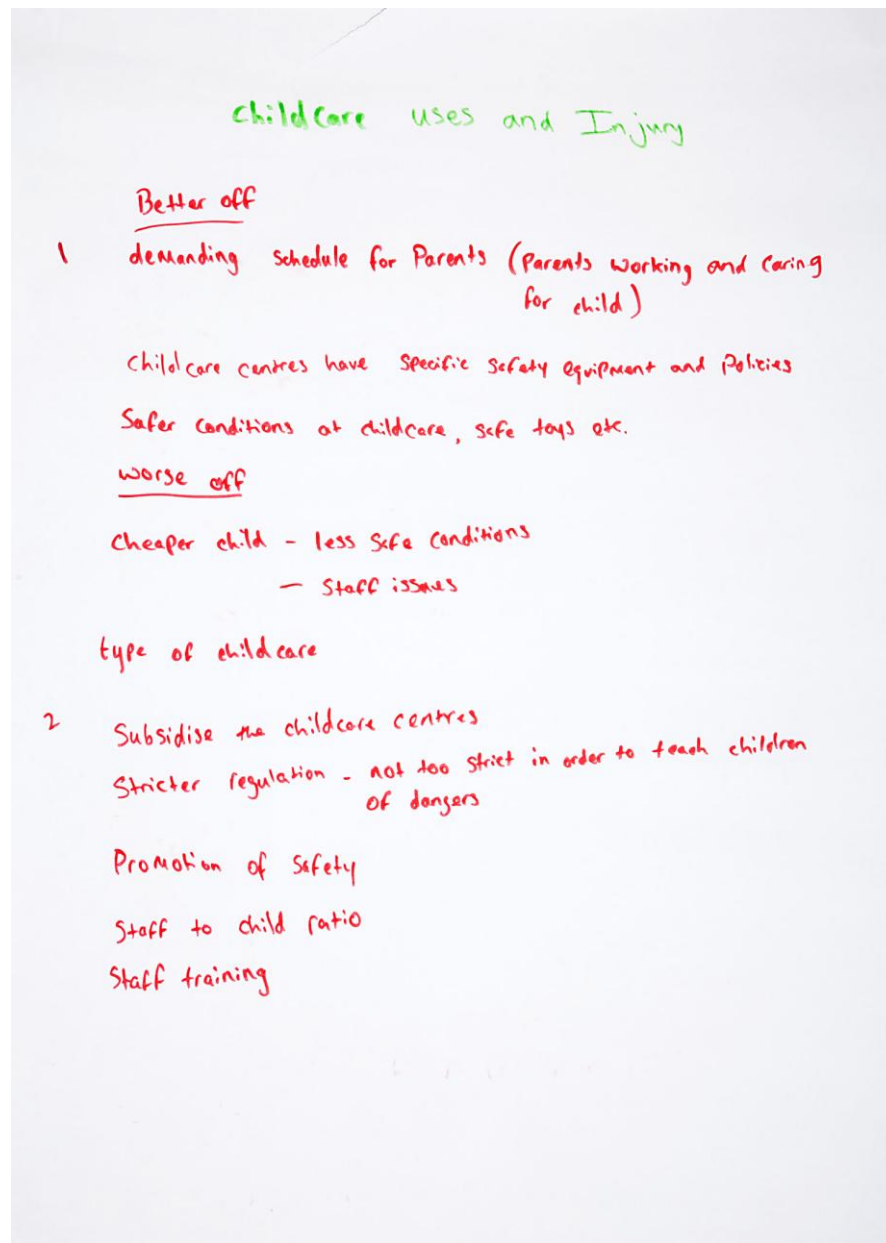 Childcare uses and Injury
Better off
1 demanding schedule for Parents (Parents working and caring
for child)
Childcare centres have specific safety equipment and Policies
Safer conditions at childcare, safe toys etc.
worse off
Cheaper child - less safe conditions
- Staff issues
type of childcare
2 Subsidise the childcare centres
Stricter regulation - not too strict in order to teach children
of dangers
Promotion of safety
Staff to child ratio
Staff training